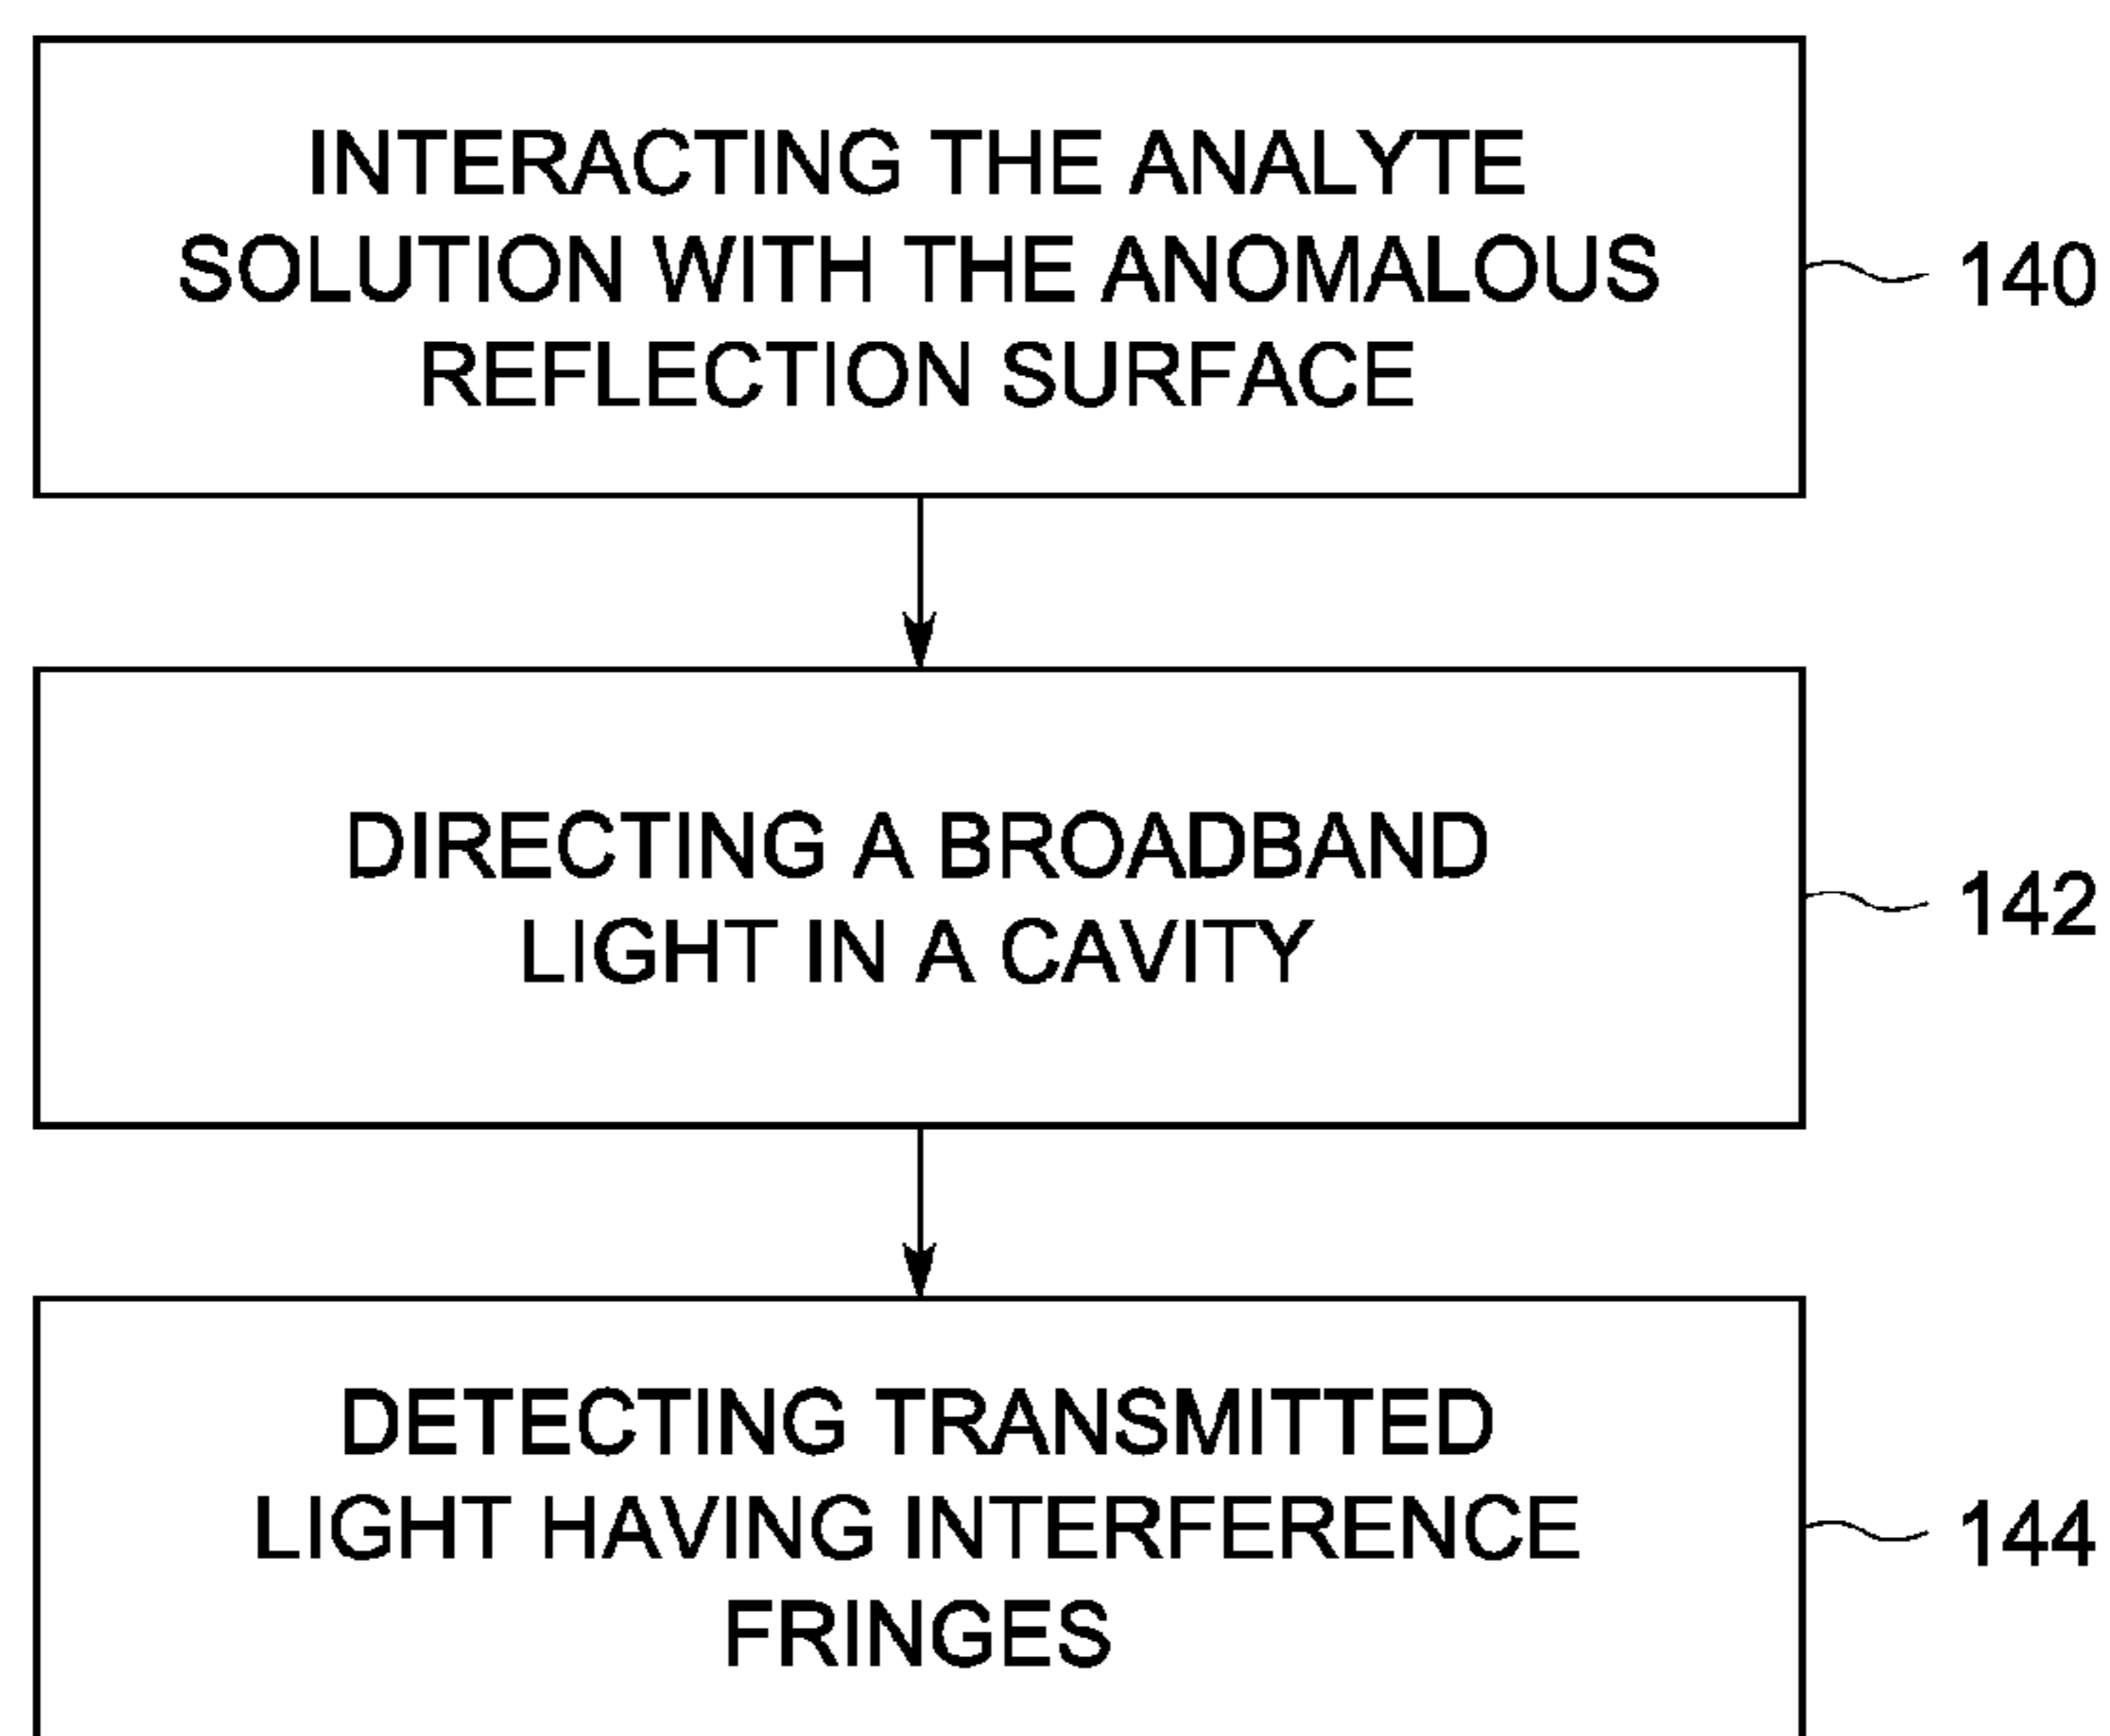 INTERACTING THE ANALYTE
SOLUTION WITH THE ANOMALOUS
REFLECTION SURFACE
140
DIRECTING A BROADBAND
LIGHT IN A CAVITY
142
DETECTING TRANSMITTED
LIGHT HAVING INTERFERENCE
FRINGES
144